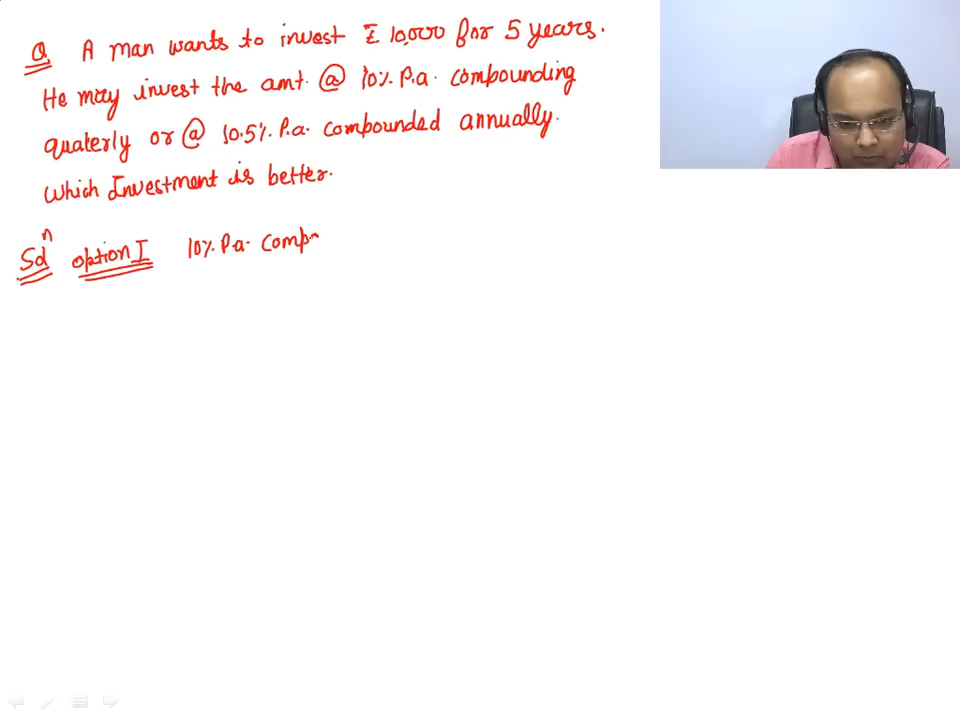 Q. A man wants to invest ₹ 10,000 for 5 years.
He may invest the amt. @ 10% P.a. compounding
quaterly or @ 10.5% P.a. compounded annually.
Which Investment is better.
Solⁿ option I 10% P.a. Comp